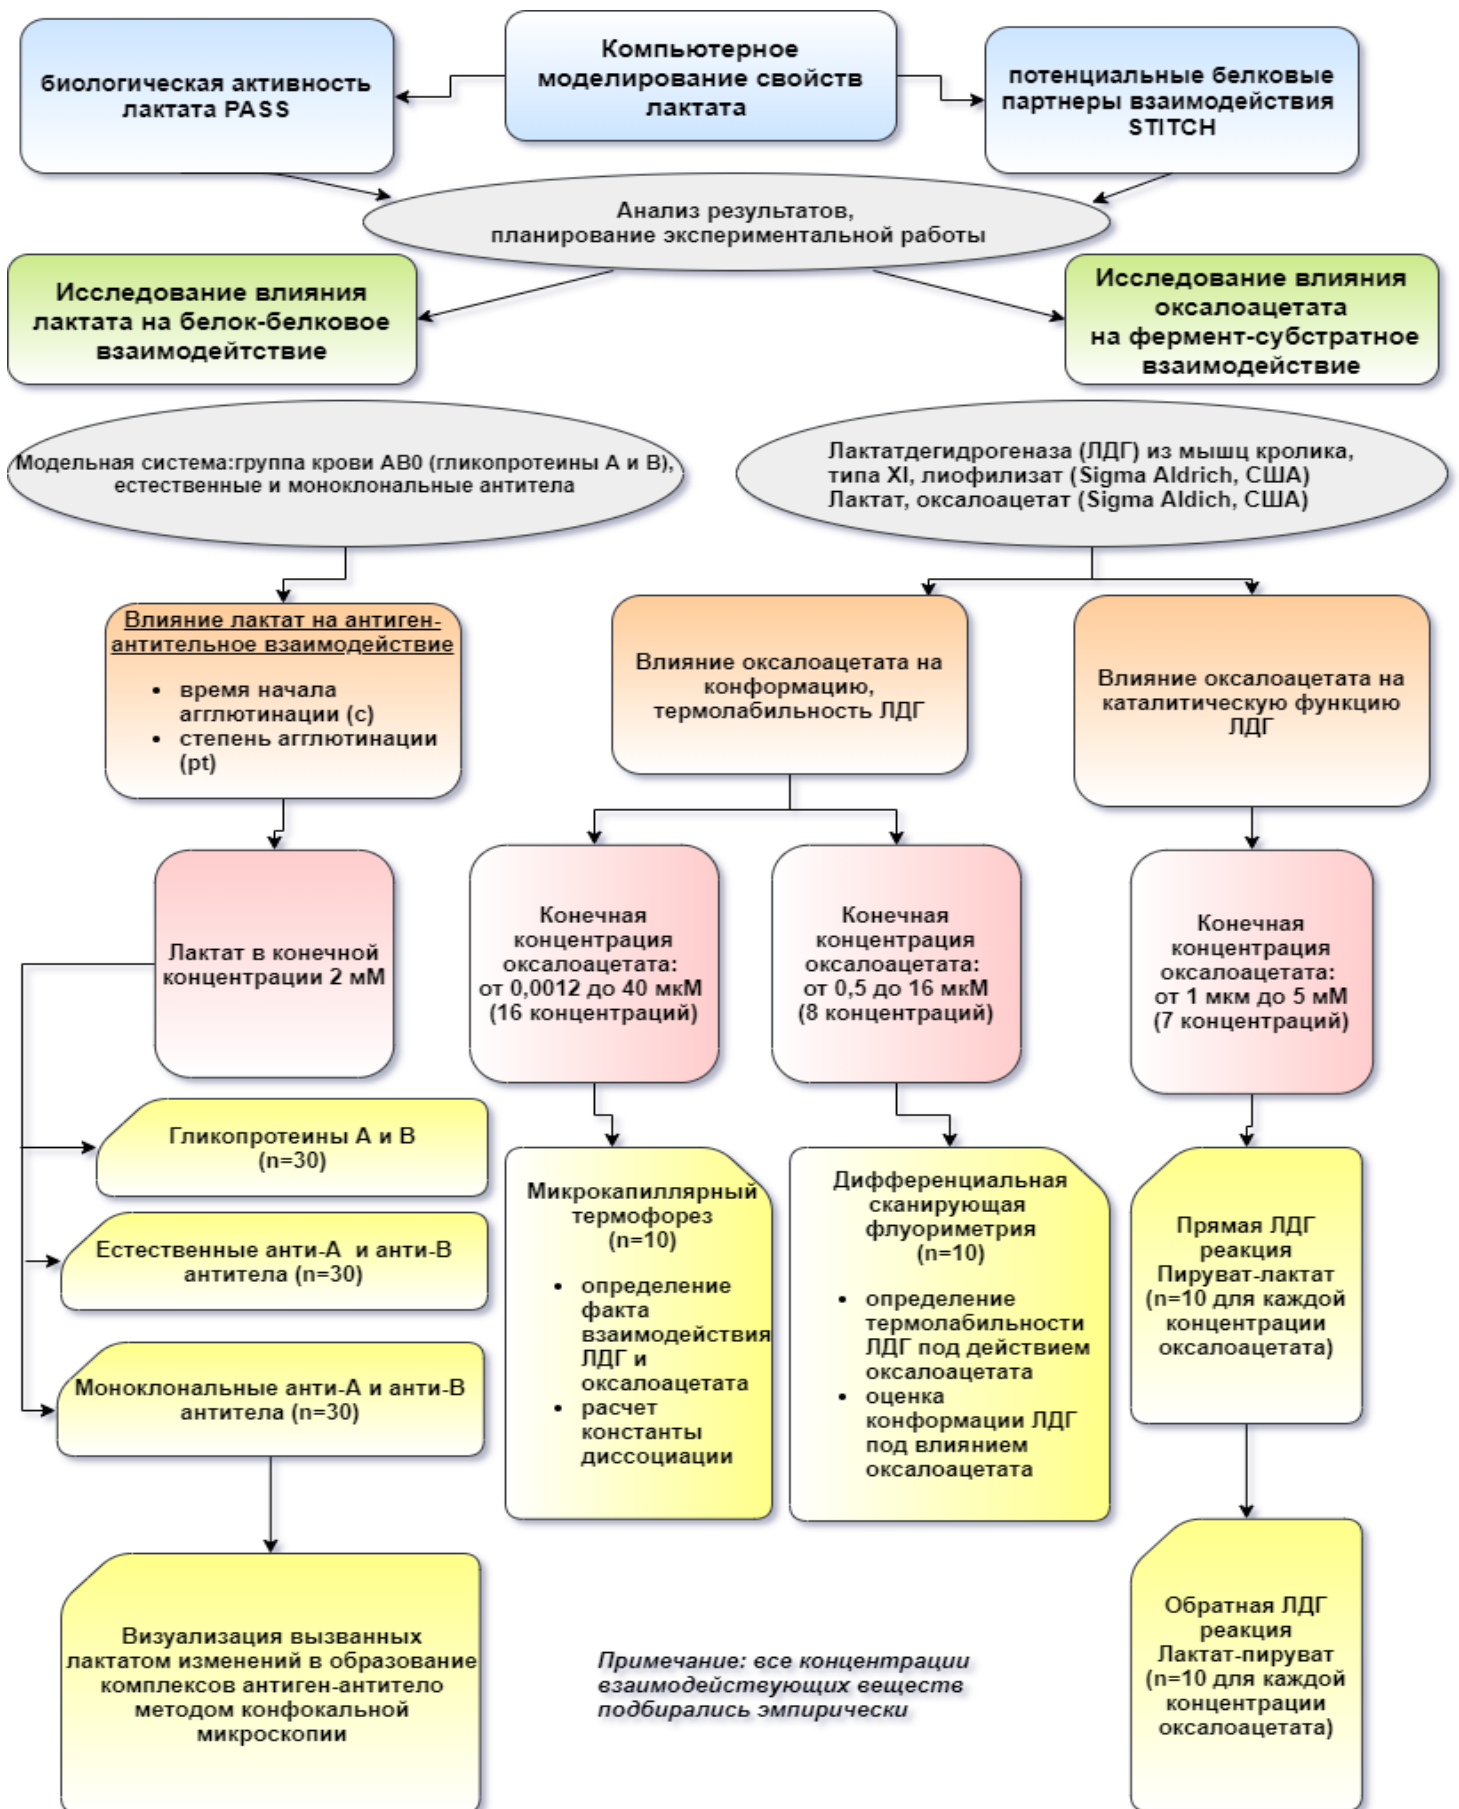 Компьютерное
моделирование свойств
лактата
биологическая активность
лактата PASS
потенциальные белковые
партнеры взаимодействия
STITCH
Анализ результатов,
планирование экспериментальной работы
Исследование влияния
лактата на белок-белковое
взаимодейтствие
Исследование влияния
оксалоацетата
на фермент-субстратное
взаимодействие
Модельная система:группа крови АВ0 (гликопротеины А и В),
естественные и моноклональные антитела
Лактатдегидрогеназа (ЛДГ) из мышц кролика,
типа XI, лиофилизат (Sigma Aldrich, США)
Лактат, оксалоацетат (Sigma Aldich, США)
Влияние лактат на антиген-
антительное взаимодействие
• время начала
агглютинации (с)
• степень агглютинации
(pt)
Влияние оксалоацетата на
конформацию,
термолабильность ЛДГ
Влияние оксалоацетата на
каталитическую функцию
ЛДГ
Лактат в конечной
концентрации 2 мМ
Конечная
концентрация
оксалоацетата:
от 0,0012 до 40 мкМ
(16 концентраций)
Конечная
концентрация
оксалоацетата:
от 0,5 до 16 мкМ
(8 концентраций)
Конечная
концентрация
оксалоацетата:
от 1 мкм до 5 мМ
(7 концентраций)
Гликопротеины А и В
(n=30)
Естественные анти-А и анти-В
антитела (n=30)
Моноклональные анти-А и анти-В
антитела (n=30)
Микрокапиллярный
термофорез
(n=10)
• определение
факта
взаимодействия
ЛДГ и
оксалоацетата
• расчет
константы
диссоциации
Дифференциальная
сканирующая
флуориметрия
(n=10)
• определение
термолабильности
ЛДГ под действием
оксалоацетата
• оценка
конформации ЛДГ
под влиянием
оксалоацетата
Прямая ЛДГ
реакция
Пируват-лактат
(n=10 для каждой
концентрации
оксалоацетата)
Визуализация вызванных
лактатом изменений в образование
комплексов антиген-антитело
методом конфокальной
микроскопии
Примечание: все концентрации
взаимодействующих веществ
подбирались эмпирически
Обратная ЛДГ
реакция
Лактат-пируват
(n=10 для каждой
концентрации
оксалоацетата)